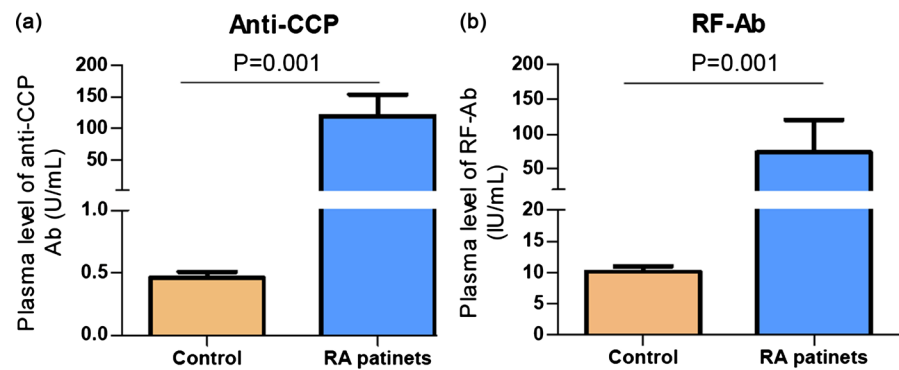 (a)
Anti-CCP
P=0.001
Plasma level of anti-CCP
Ab (U/mL)
200
150
100
50
1.0
0.5
0.0
Control
RA patinets
(b)
RF-Ab
P=0.001
Plasma level of RF-Ab
(IU/mL)
200
150
100
50
20
15
10
5
0
Control
RA patinets